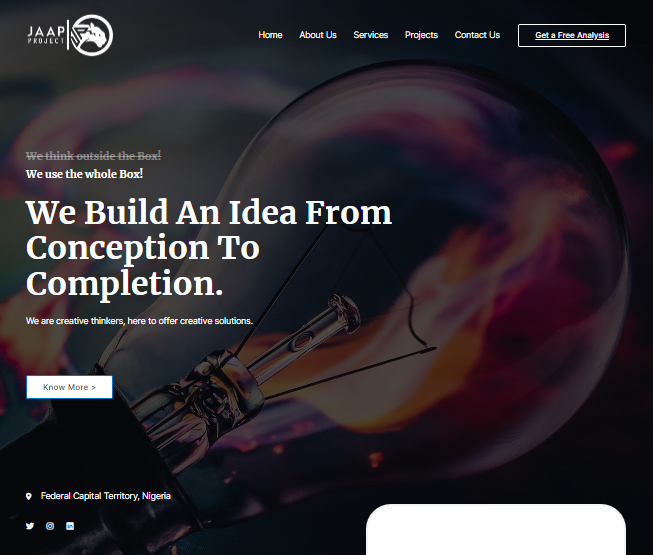 JAAP
PROJECT
Home About Us Services Projects Contact Us Get a Free Analysis
We think outside the Box!
We use the whole Box!
We Build An Idea From
Conception To
Completion.
We are creative thinkers, here to offer creative solutions.
Know More >
Federal Capital Territory, Nigeria